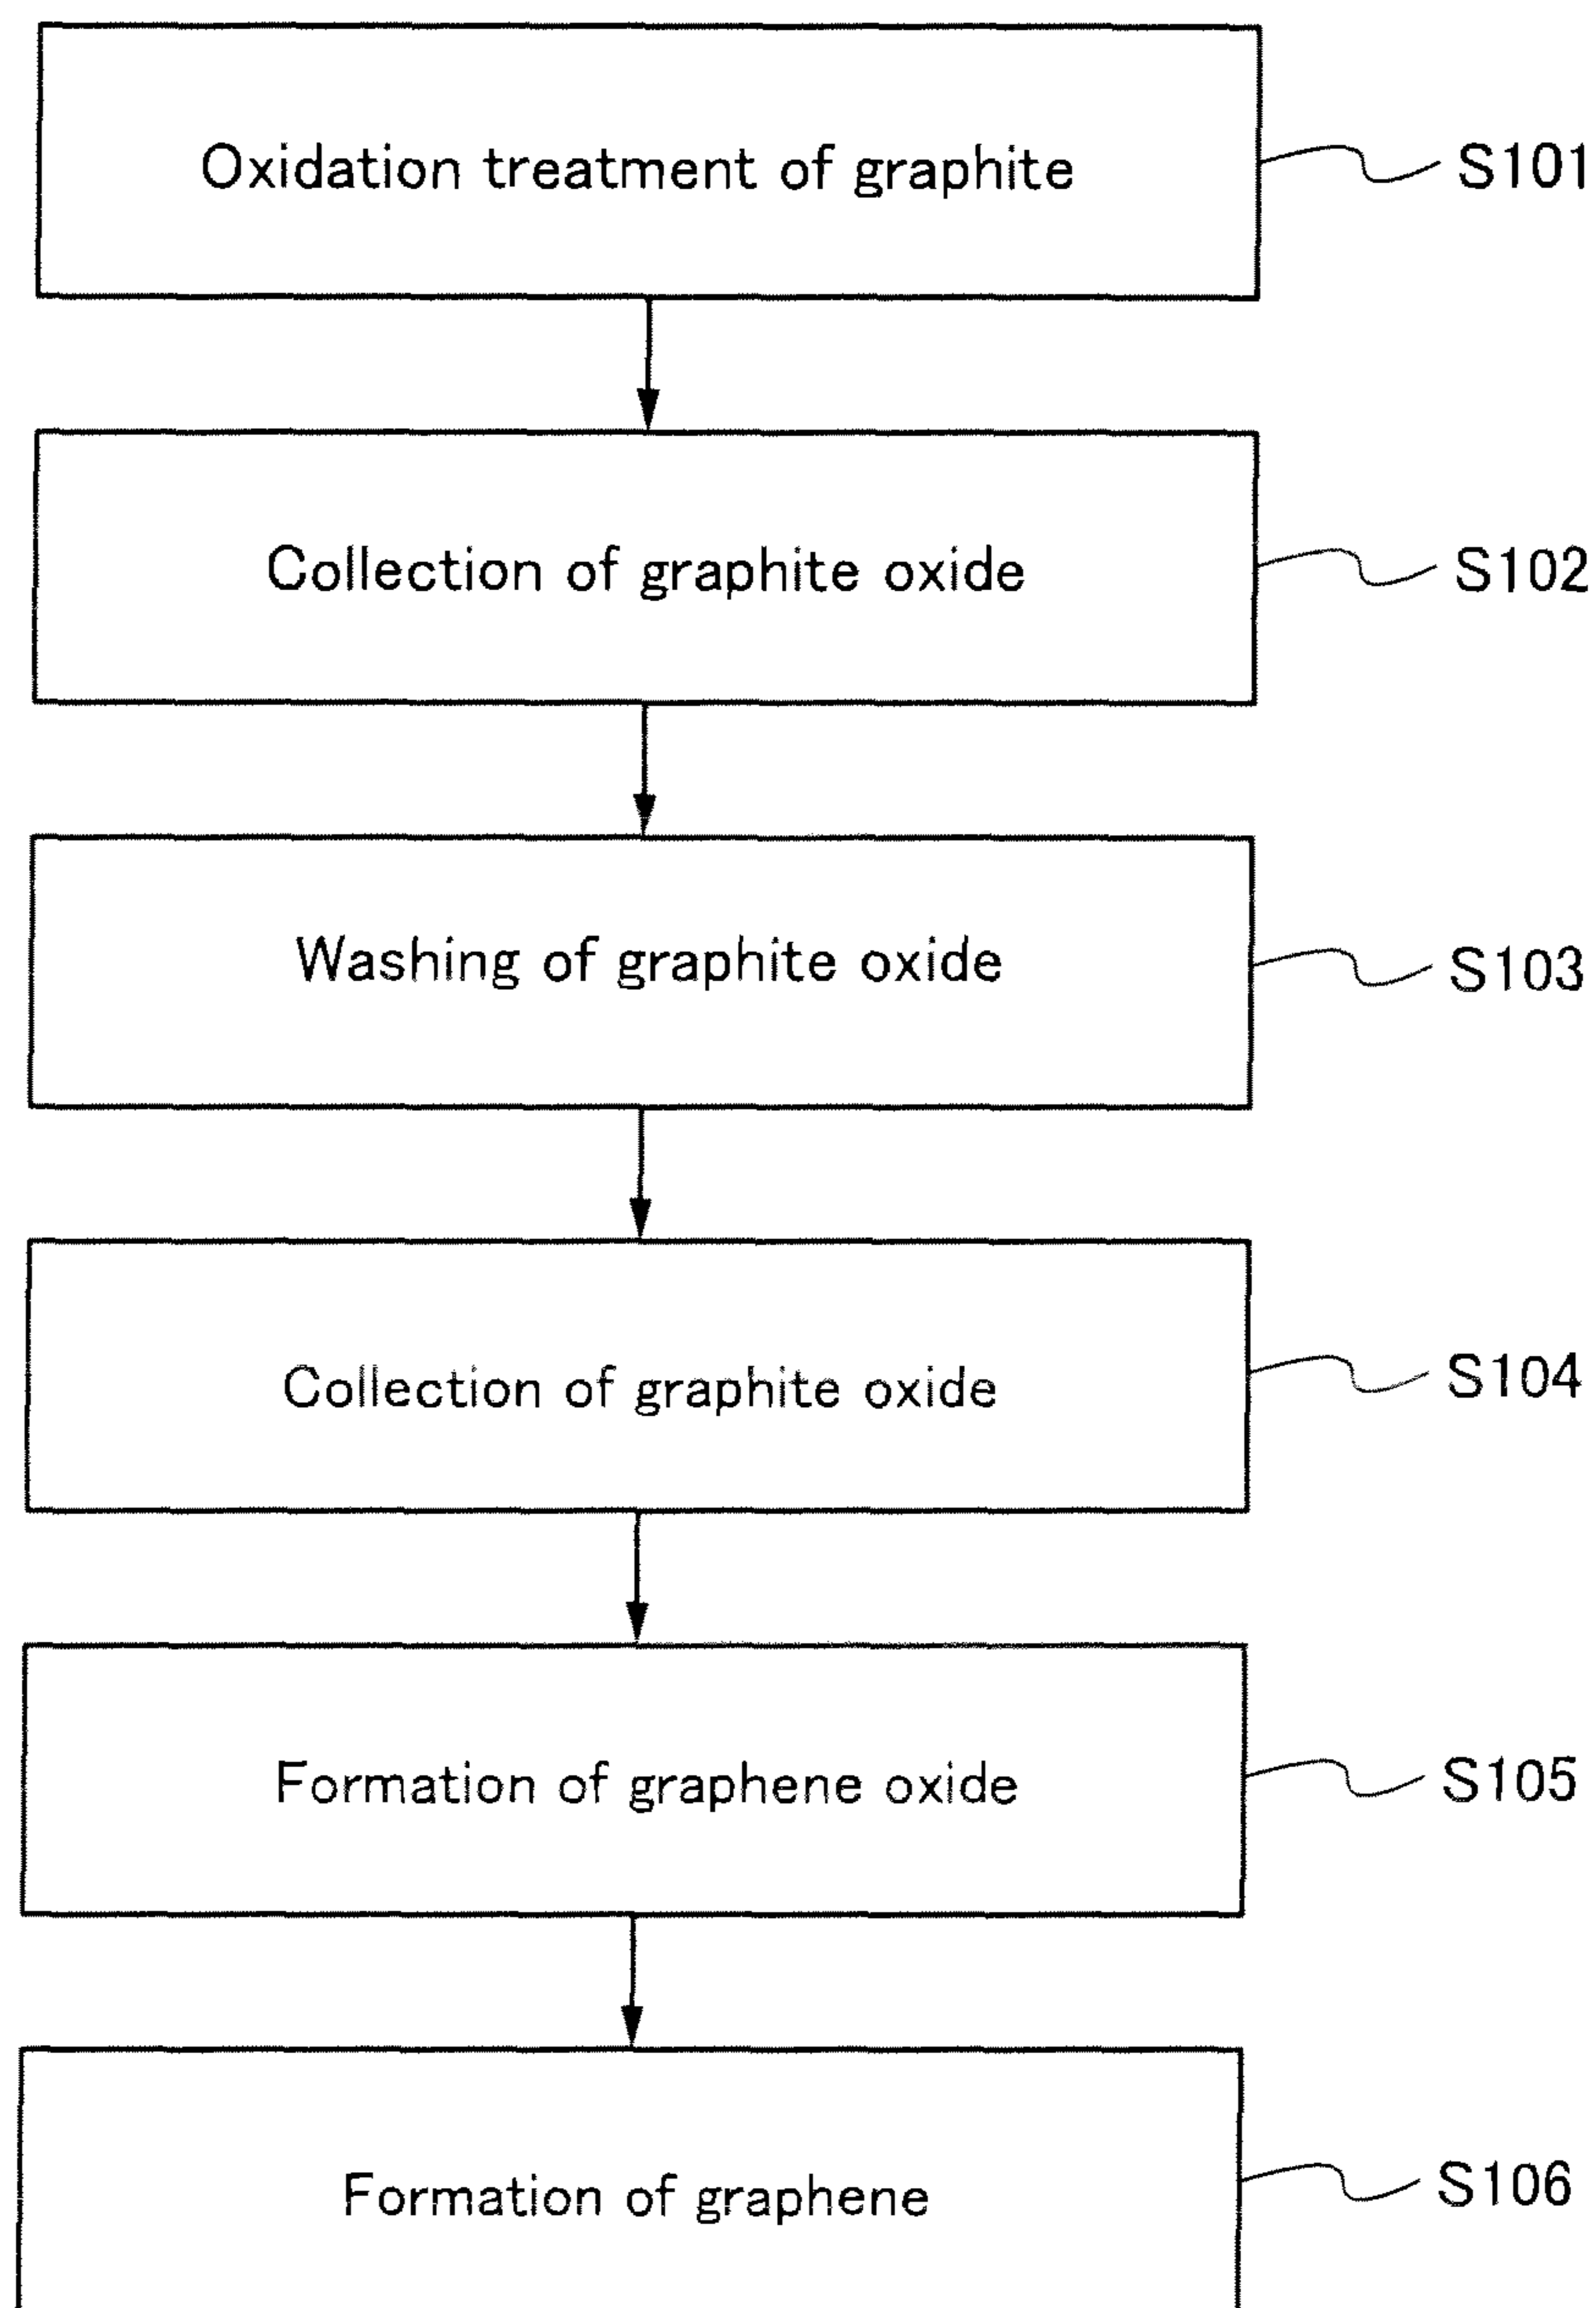 Oxidation treatment of graphite
S101
Collection of graphite oxide
S102
Washing of graphite oxide
S103
Collection of graphite oxide
S104
Formation of graphene oxide
S105
Formation of graphene
S106